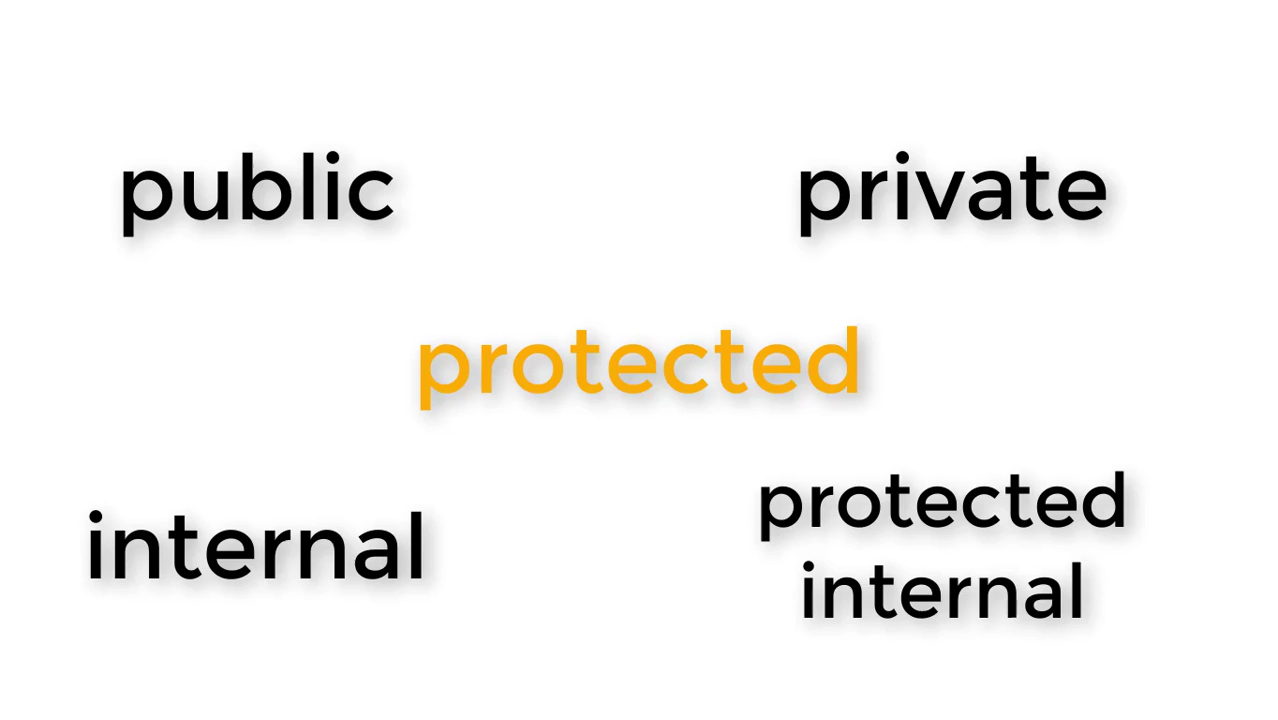 public
private
protected
internal
protected
internal